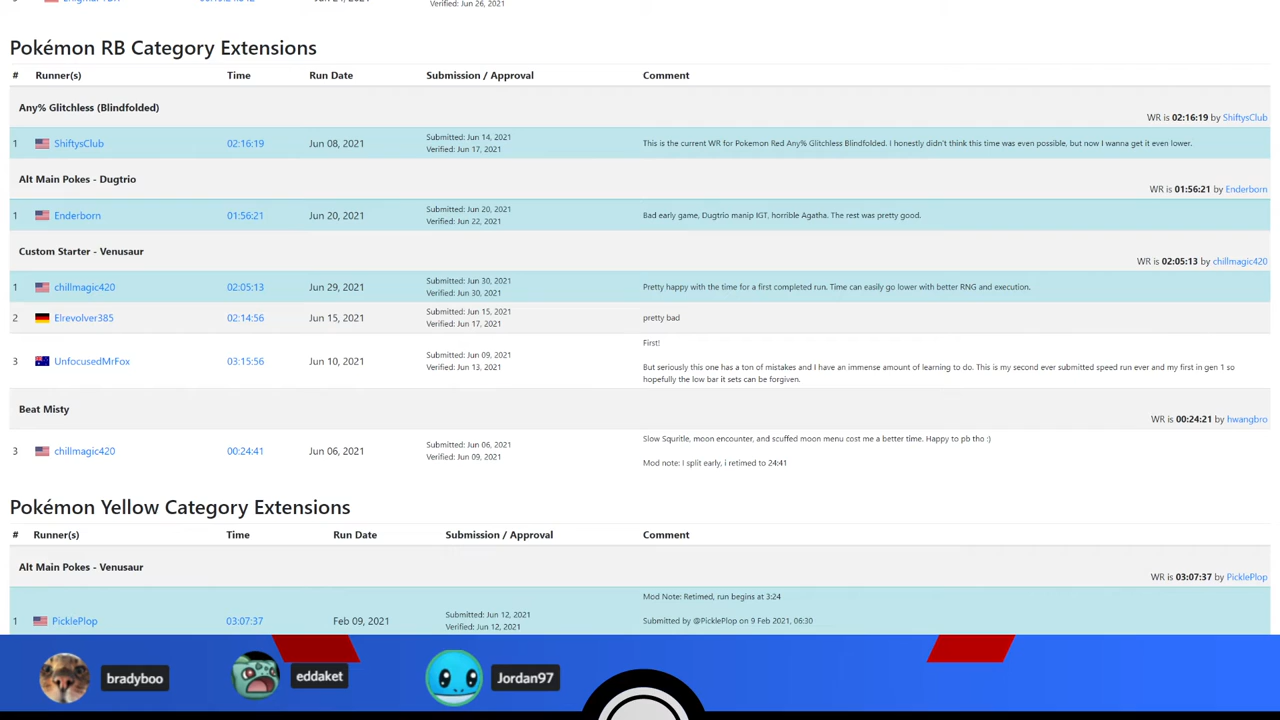 Verified: Jun 26, 2021
Pokémon RB Category Extensions
# Runner(s) Time Run Date Submission / Approval Comment
Any% Glitchless (Blindfolded)
WR is 02:16:19 by ShiftysClub
1 ShiftysClub 02:16:19 Jun 08, 2021 Submitted: Jun 14, 2021 This is the current WR for Pokemon Red Any% Glitchless Blindfolded. I honestly didn't think this time was even possible, but now I wanna get it even lower.
Verified: Jun 17, 2021
Alt Main Pokes - Dugtrio
WR is 01:56:21 by Enderborn
1 Enderborn 01:56:21 Jun 20, 2021 Submitted: Jun 20, 2021 Bad early game, Dugtrio manip IGT, horrible Agatha. The rest was pretty good.
Verified: Jun 22, 2021
Custom Starter - Venusaur
WR is 02:05:13 by chillmagic420
1 chillmagic420 02:05:13 Jun 29, 2021 Submitted: Jun 30, 2021 Pretty happy with the time for a first completed run. Time can easily go lower with better RNG and execution.
Verified: Jun 30, 2021
2 Elrevolver385 02:14:56 Jun 15, 2021 Submitted: Jun 15, 2021 pretty bad
Verified: Jun 17, 2021
First!
3 UnfocusedMrFox 03:15:56 Jun 10, 2021 Submitted: Jun 09, 2021
Verified: Jun 13, 2021 But seriously this one has a ton of mistakes and I have an immense amount of learning to do. This is my second ever submitted speed run ever and my first in gen 1 so
hopefully the low bar it sets can be forgiven.
Beat Misty
WR is 00:24:21 by hwangbro
Slow Squritle, moon encounter, and scuffed moon menu cost me a better time. Happy to pb tho :)
3 chillmagic420 00:24:41 Jun 06, 2021 Submitted: Jun 06, 2021
Verified: Jun 09, 2021
Mod note: I split early, i retimed to 24:41
Pokémon Yellow Category Extensions
# Runner(s) Time Run Date Submission / Approval Comment
Alt Main Pokes - Venusaur
WR is 03:07:37 by PicklePlop
Mod Note: Retimed, run begins at 3:24
1 PicklePlop 03:07:37 Feb 09, 2021 Submitted: Jun 12, 2021 Submitted by @PicklePlop on 9 Feb 2021, 06:30
Verified: Jun 12, 2021
bradyboo eddaket Jordan97